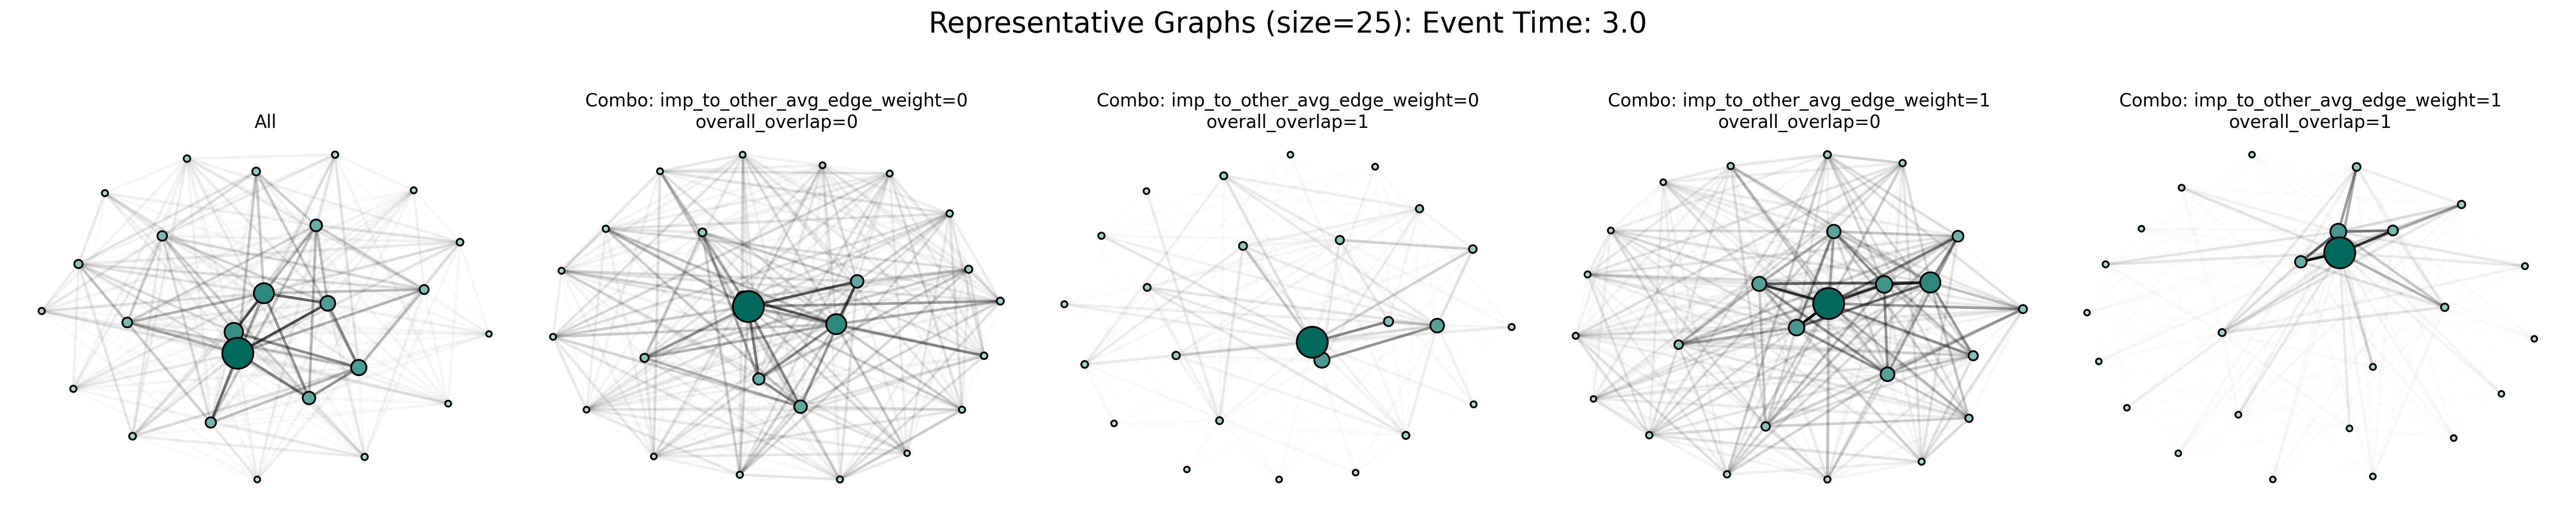 Representative Graphs (size=25): Event Time: 3.0
All
Combo: imp_to_other_avg_edge_weight=0
overall_overlap=0
Combo: imp_to_other_avg_edge_weight=0
overall_overlap=1
Combo: imp_to_other_avg_edge_weight=1
overall_overlap=0
Combo: imp_to_other_avg_edge_weight=1
overall_overlap=1